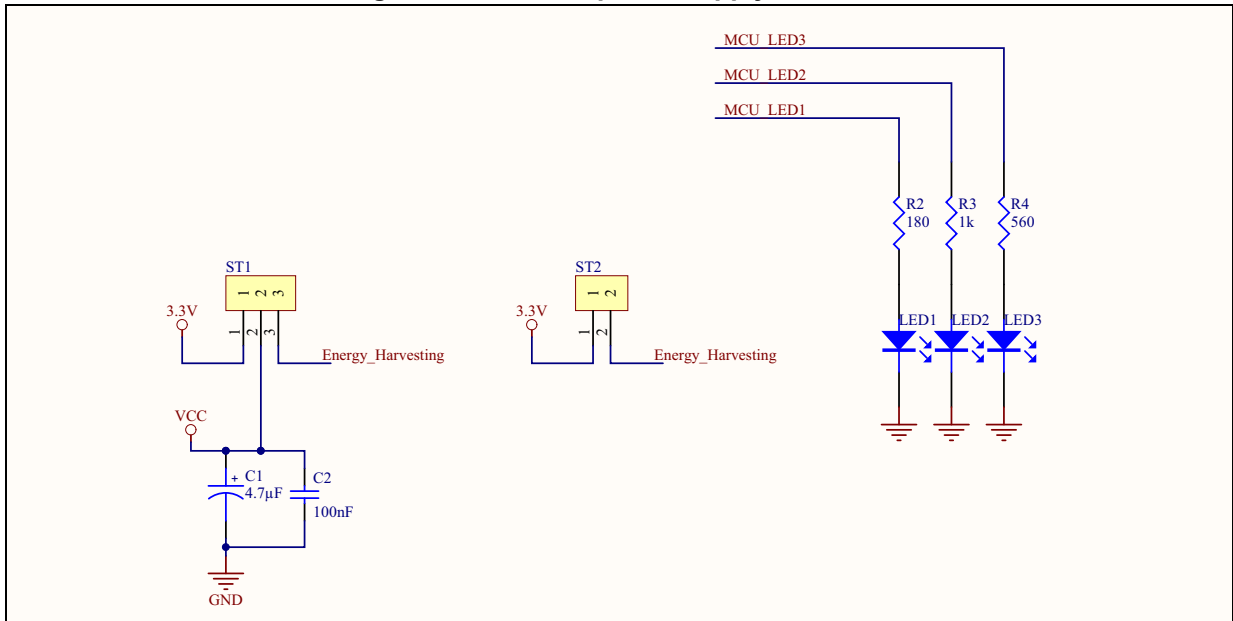 MCU_LED3
MCU_LED2
MCU_LED1
R2
180
R3
1k
R4
560
ST1
1 2 3
3.3V
1 2 3
Energy_Harvesting
ST2
1 2
3.3V
1 2
Energy_Harvesting
LED1 LED2 LED3
VCC
+ C1
4.7µF
C2
100nF
GND